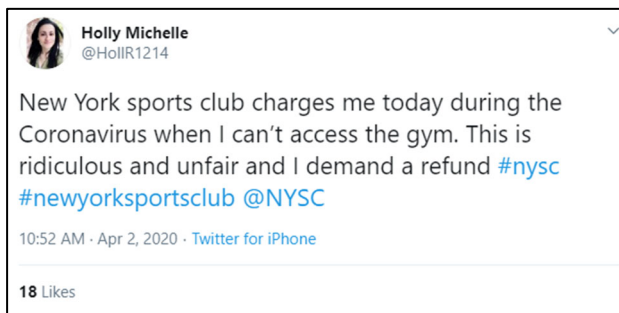 Holly Michelle
@HollR1214
New York sports club charges me today during the
Coronavirus when I can't access the gym. This is
ridiculous and unfair and I demand a refund #nysc
#newyorksportsclub @NYSC
10:52 AM · Apr 2, 2020 · Twitter for iPhone
18 Likes